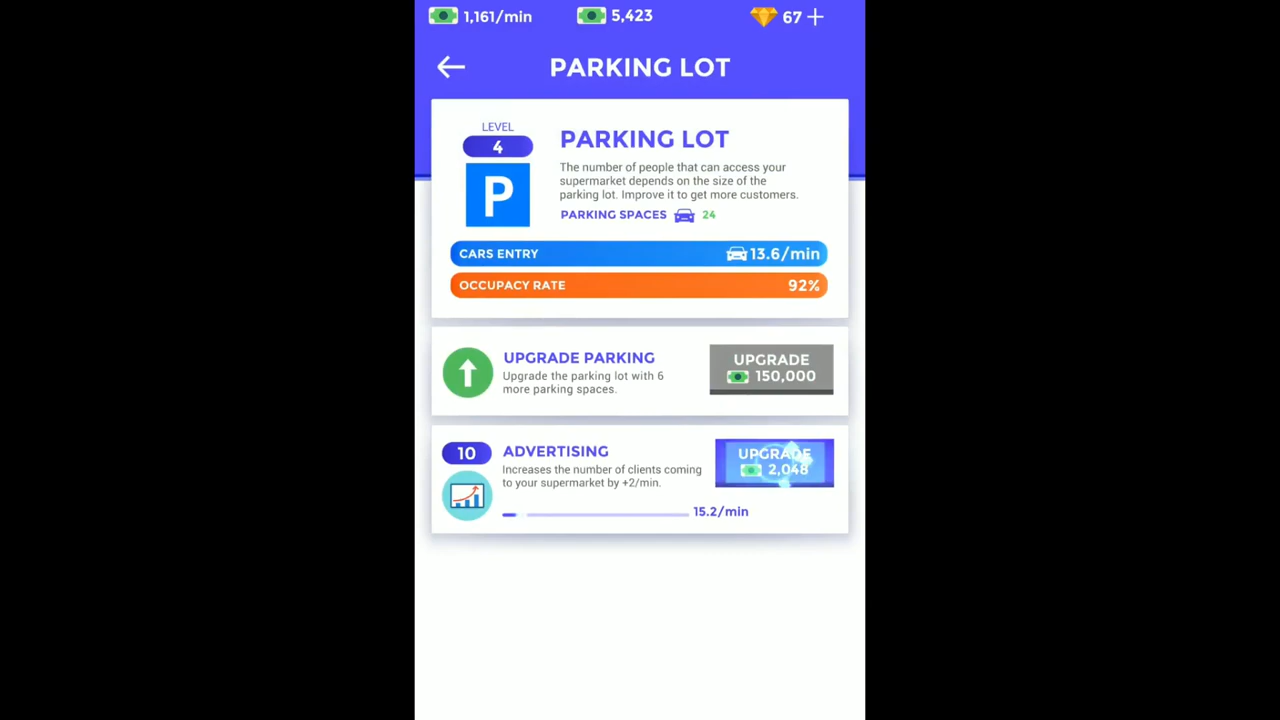 1,161/min 5,423 67
PARKING LOT
LEVEL
4
P
PARKING LOT
The number of people that can access your
supermarket depends on the size of the
parking lot. Improve it to get more customers.
PARKING SPACES 24
CARS ENTRY 13.6/min
OCCUPACY RATE 92%
UPGRADE PARKING
Upgrade the parking lot with 6
more parking spaces.
UPGRADE
150,000
10
ADVERTISING
Increases the number of clients coming
to your supermarket by +2/min.
15.2/min
UPGRADE
2,048